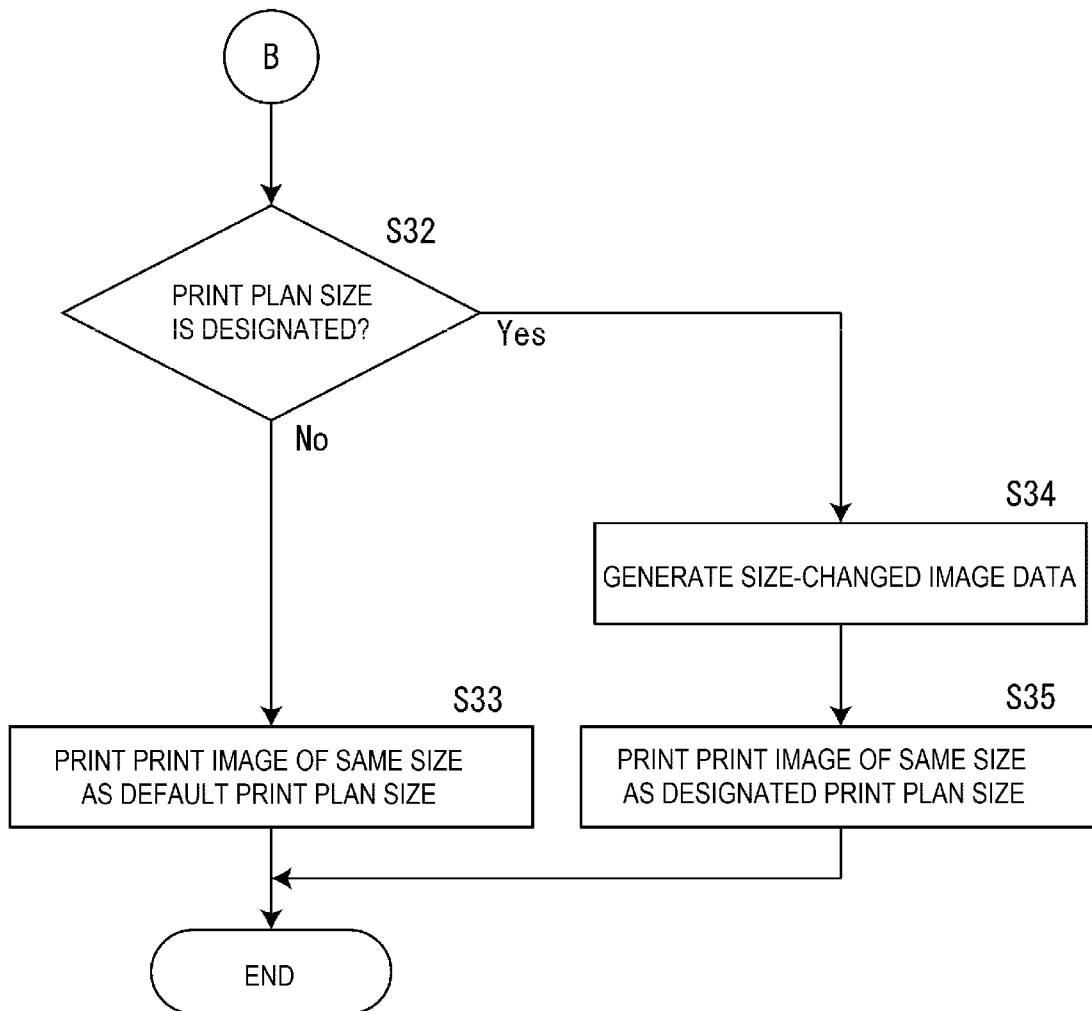 B
S32
PRINT PLAN SIZE
IS DESIGNATED?
Yes
No
S34
GENERATE SIZE-CHANGED IMAGE DATA
S33
PRINT PRINT IMAGE OF SAME SIZE
AS DEFAULT PRINT PLAN SIZE
S35
PRINT PRINT IMAGE OF SAME SIZE
AS DESIGNATED PRINT PLAN SIZE
END